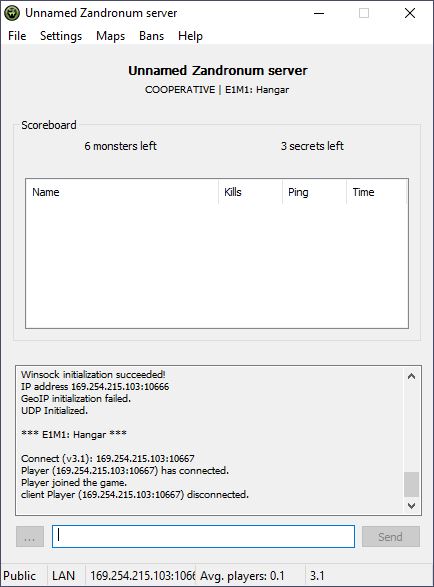 Unnamed Zandronum server
File Settings Maps Bans Help
Unnamed Zandronum server
COOPERATIVE | E1M1: Hangar
Scoreboard
6 monsters left 3 secrets left
Name Kills Ping Time
Winsock initialization succeeded!
IP address 169.254.215.103:10666
GeoIP initialization failed.
UDP Initialized.
*** E1M1: Hangar ***
Connect (v3.1): 169.254.215.103:10667
Player (169.254.215.103:10667) has connected.
Player joined the game.
client Player (169.254.215.103:10667) disconnected.
... Send
Public LAN 169.254.215.103:1066 Avg. players: 0.1 3.1